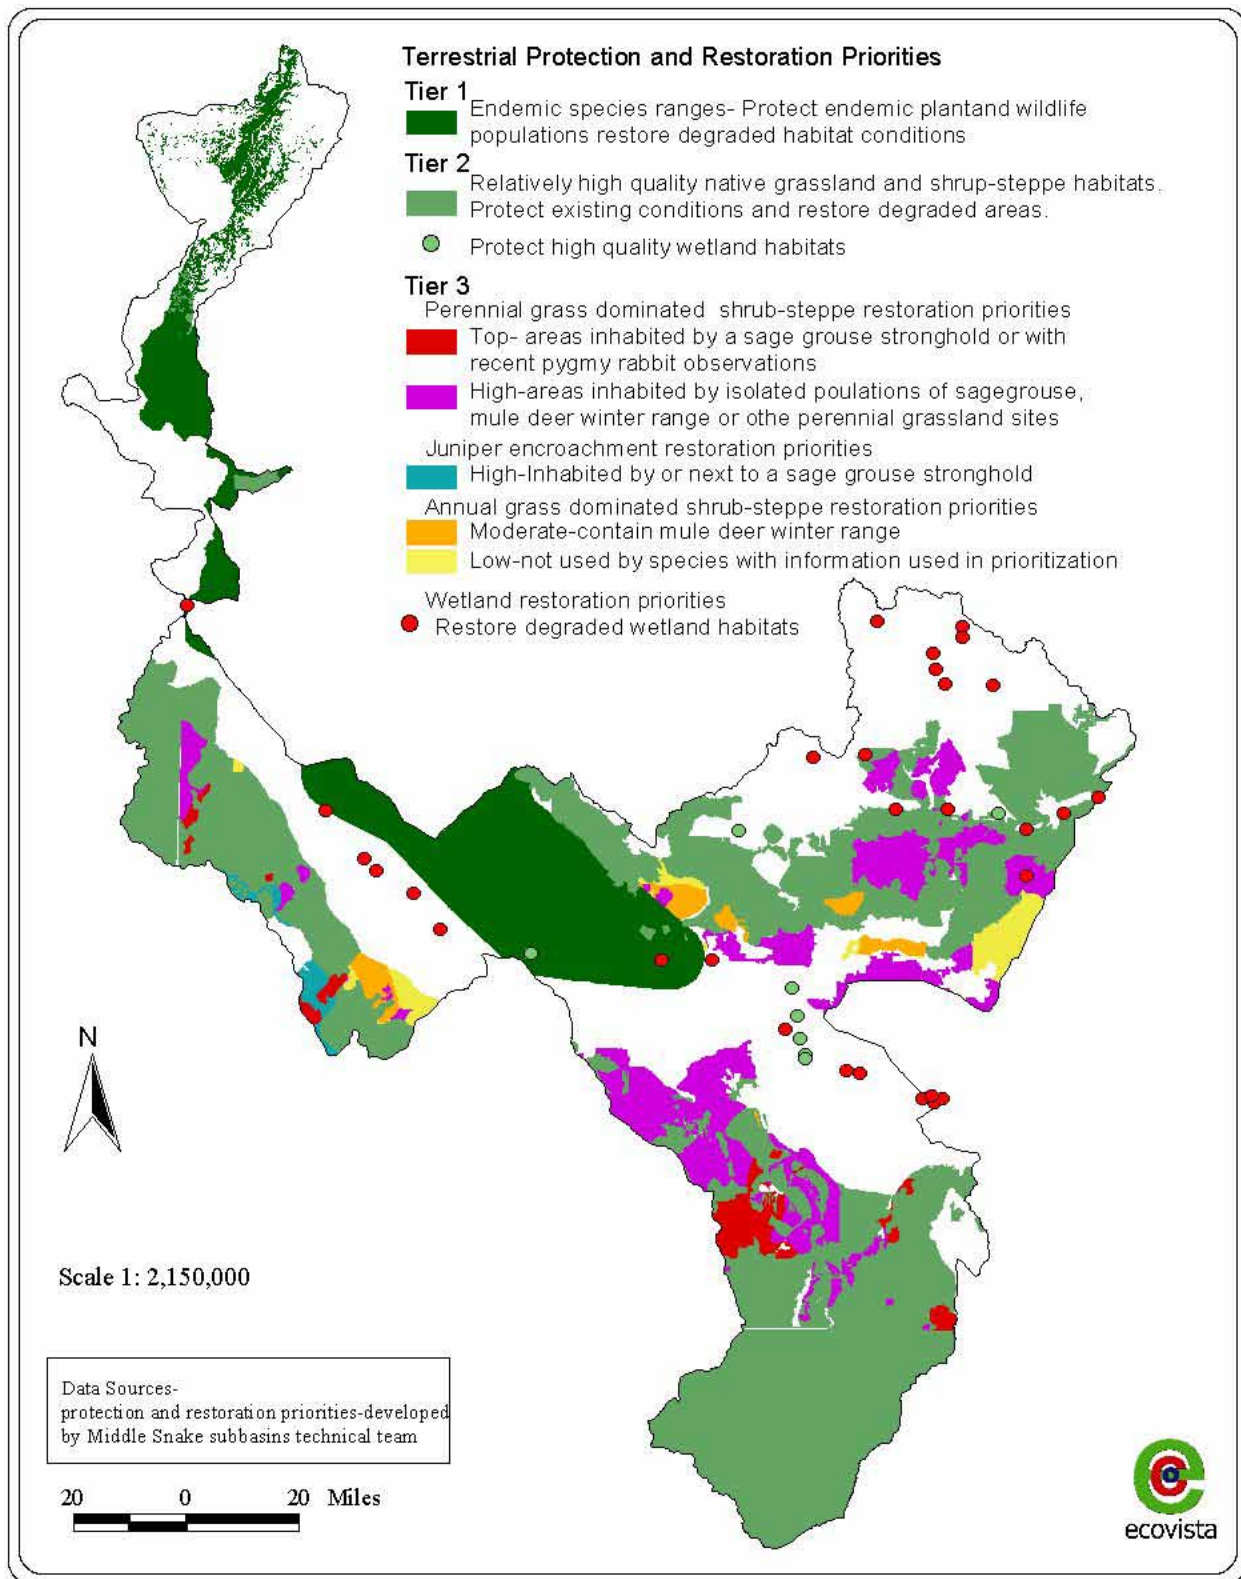 Terrestrial Protection and Restoration Priorities
Tier 1
Endemic species ranges- Protect endemic plantand wildlife
populations restore degraded habitat conditions
Tier 2
Relatively high quality native grassland and shrup-steppe habitats.
Protect existing conditions and restore degraded areas.
Protect high quality wetland habitats
Tier 3
Perennial grass dominated shrub-steppe restoration priorities
Top- areas inhabited by a sage grouse stronghold or with
recent pygmy rabbit observations
High-areas inhabited by isolated poulations of sagegrouse,
mule deer winter range or othe perennial grassland sites
Juniper encroachment restoration priorities
High-Inhabited by or next to a sage grouse stronghold
Annual grass dominated shrub-steppe restoration priorities
Moderate-contain mule deer winter range
Low-not used by species with information used in prioritization
Wetland restoration priorities
Restore degraded wetland habitats
N
Scale 1: 2,150,000
Data Sources-
protection and restoration priorities-developed
by Middle Snake subbasins technical team
20 0 20 Miles
ecovista